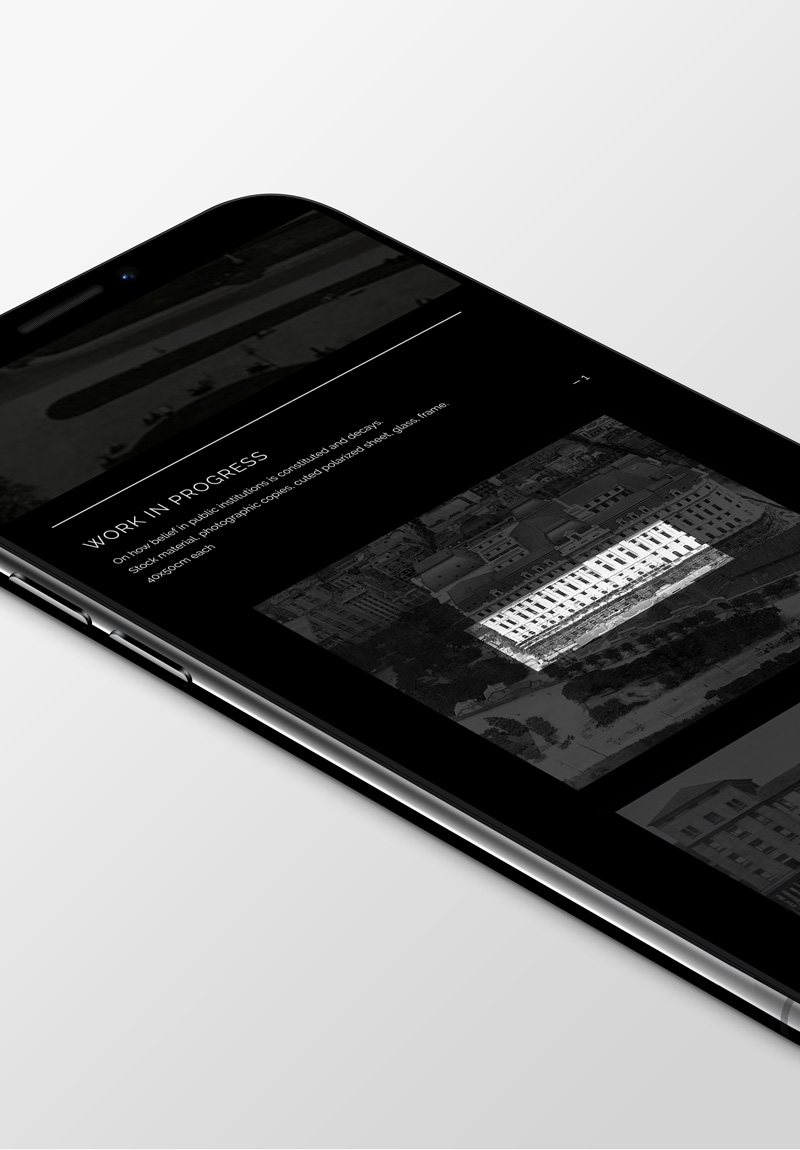 – 1
WORK IN PROGRESS
On how belief in public institutions is constituted and decays.
Stock material, photographic copies, cuted polarized sheet, glass, frame.
40x50cm each